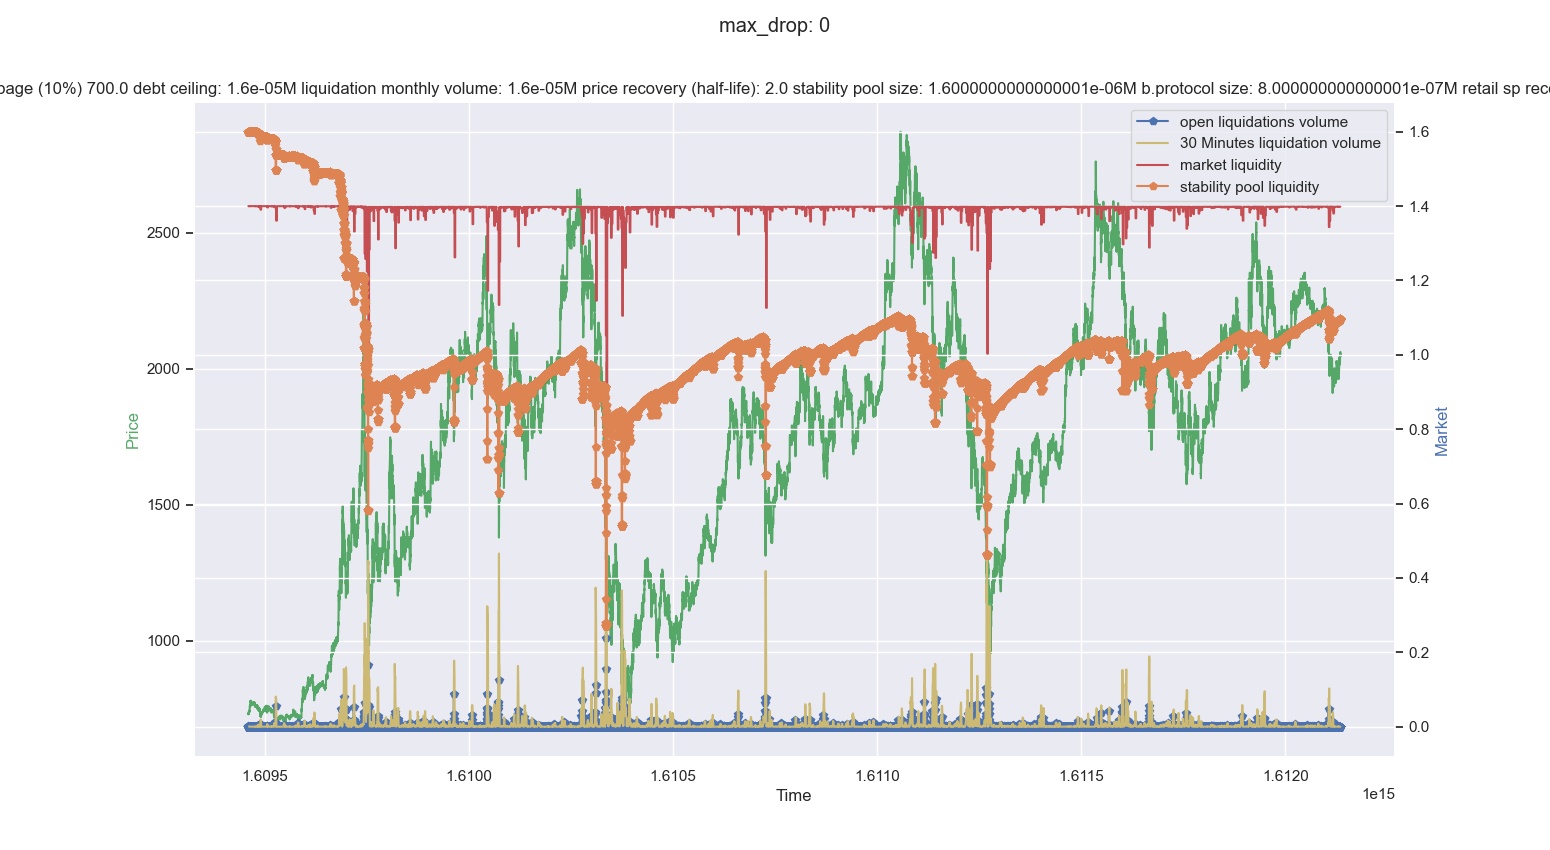 max_drop: 0
page (10%) 700.0 debt ceiling: 1.6e-05M liquidation monthly volume: 1.6e-05M price recovery (half-life): 2.0 stability pool size: 1.6000000000000001e-06M b.protocol size: 8.000000000000001e-07M retail sp reco
open liquidations volume
30 Minutes liquidation volume
market liquidity
stability pool liquidity
2500
2000
1500
1000
Price
1.6
1.4
1.2
1.0
0.8
0.6
0.4
0.2
0.0
Market
1.6095 1.6100 1.6105 1.6110 1.6115 1.6120
Time
1e15